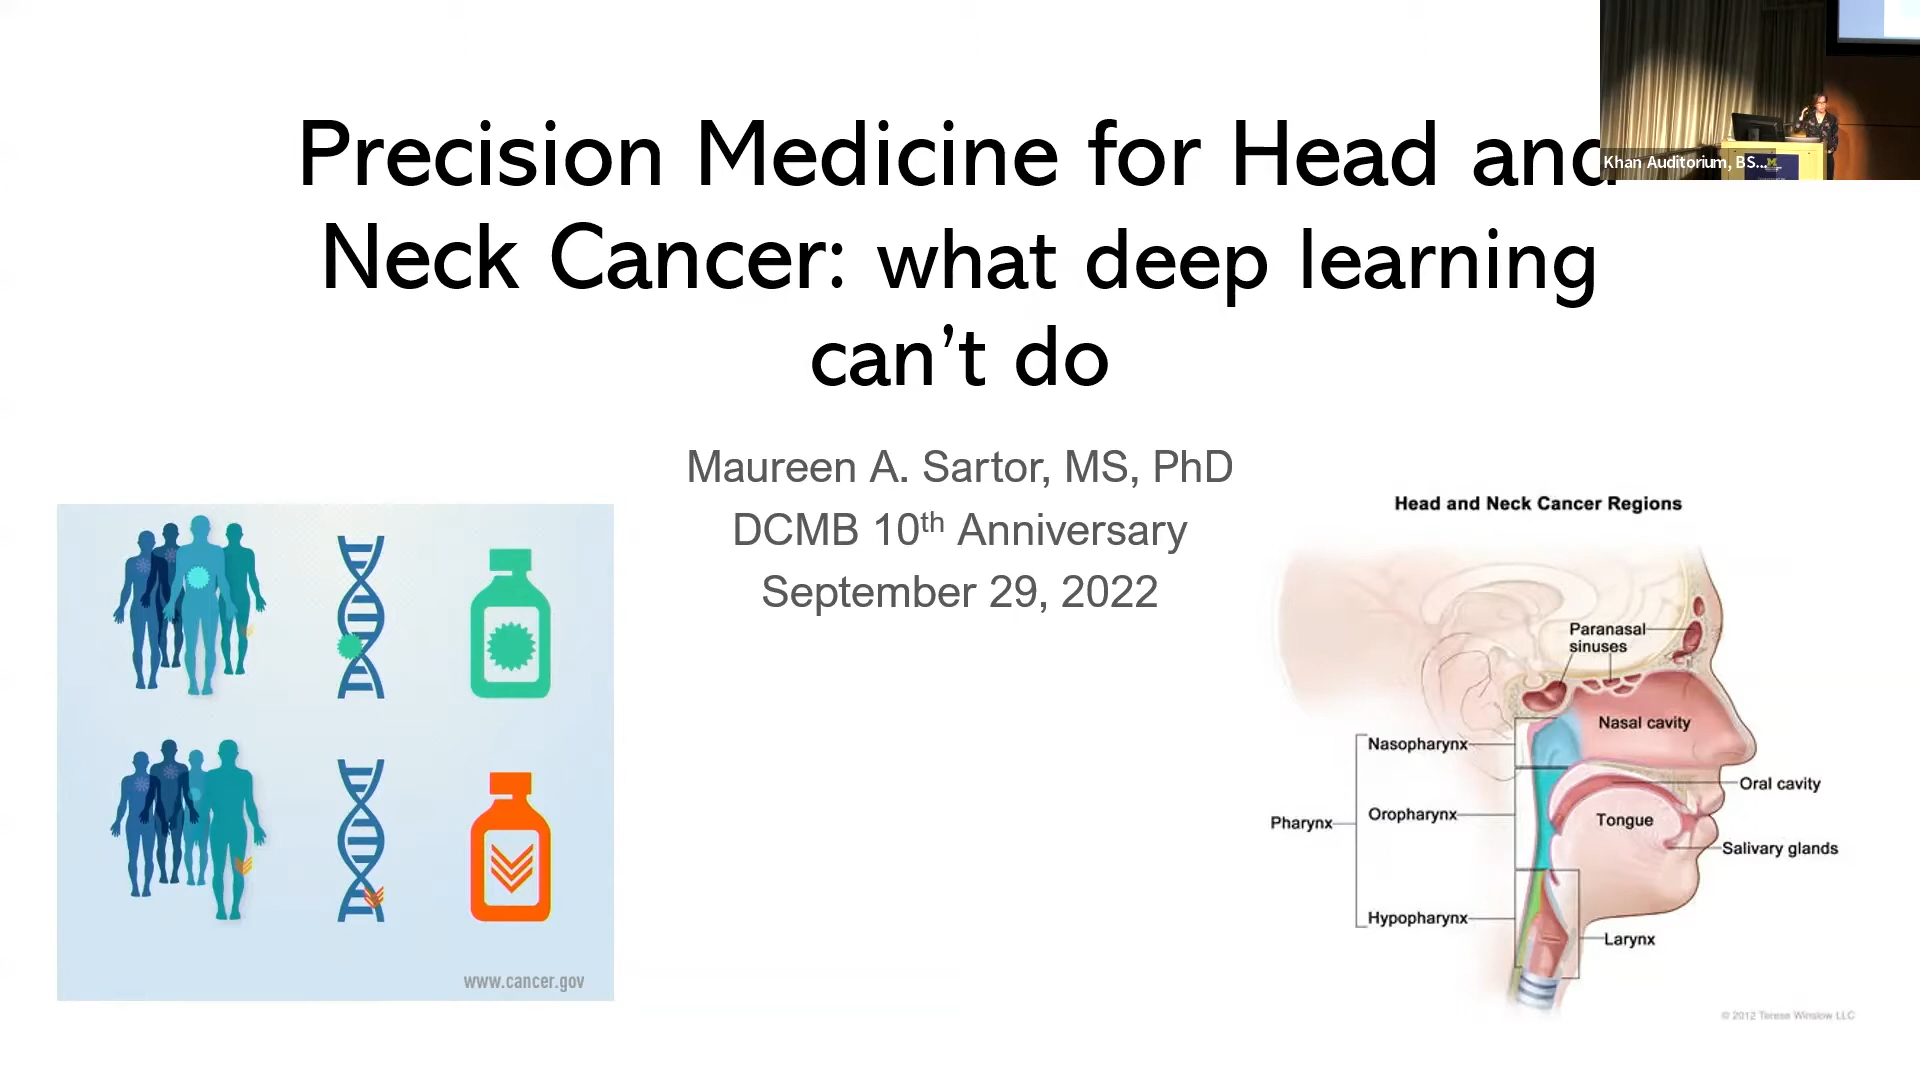 Precision Medicine for Head and
Neck Cancer: what deep learning
can’t do
Khan Auditorium, BS...
Maureen A. Sartor, MS, PhD
DCMB 10th Anniversary
September 29, 2022
www.cancer.gov
Head and Neck Cancer Regions
Paranasal
sinuses
Nasal cavity
Nasopharynx
Oral cavity
Oropharynx
Pharynx
Tongue
Salivary glands
Hypopharynx
Larynx
© 2012 Terese Winslow LLC